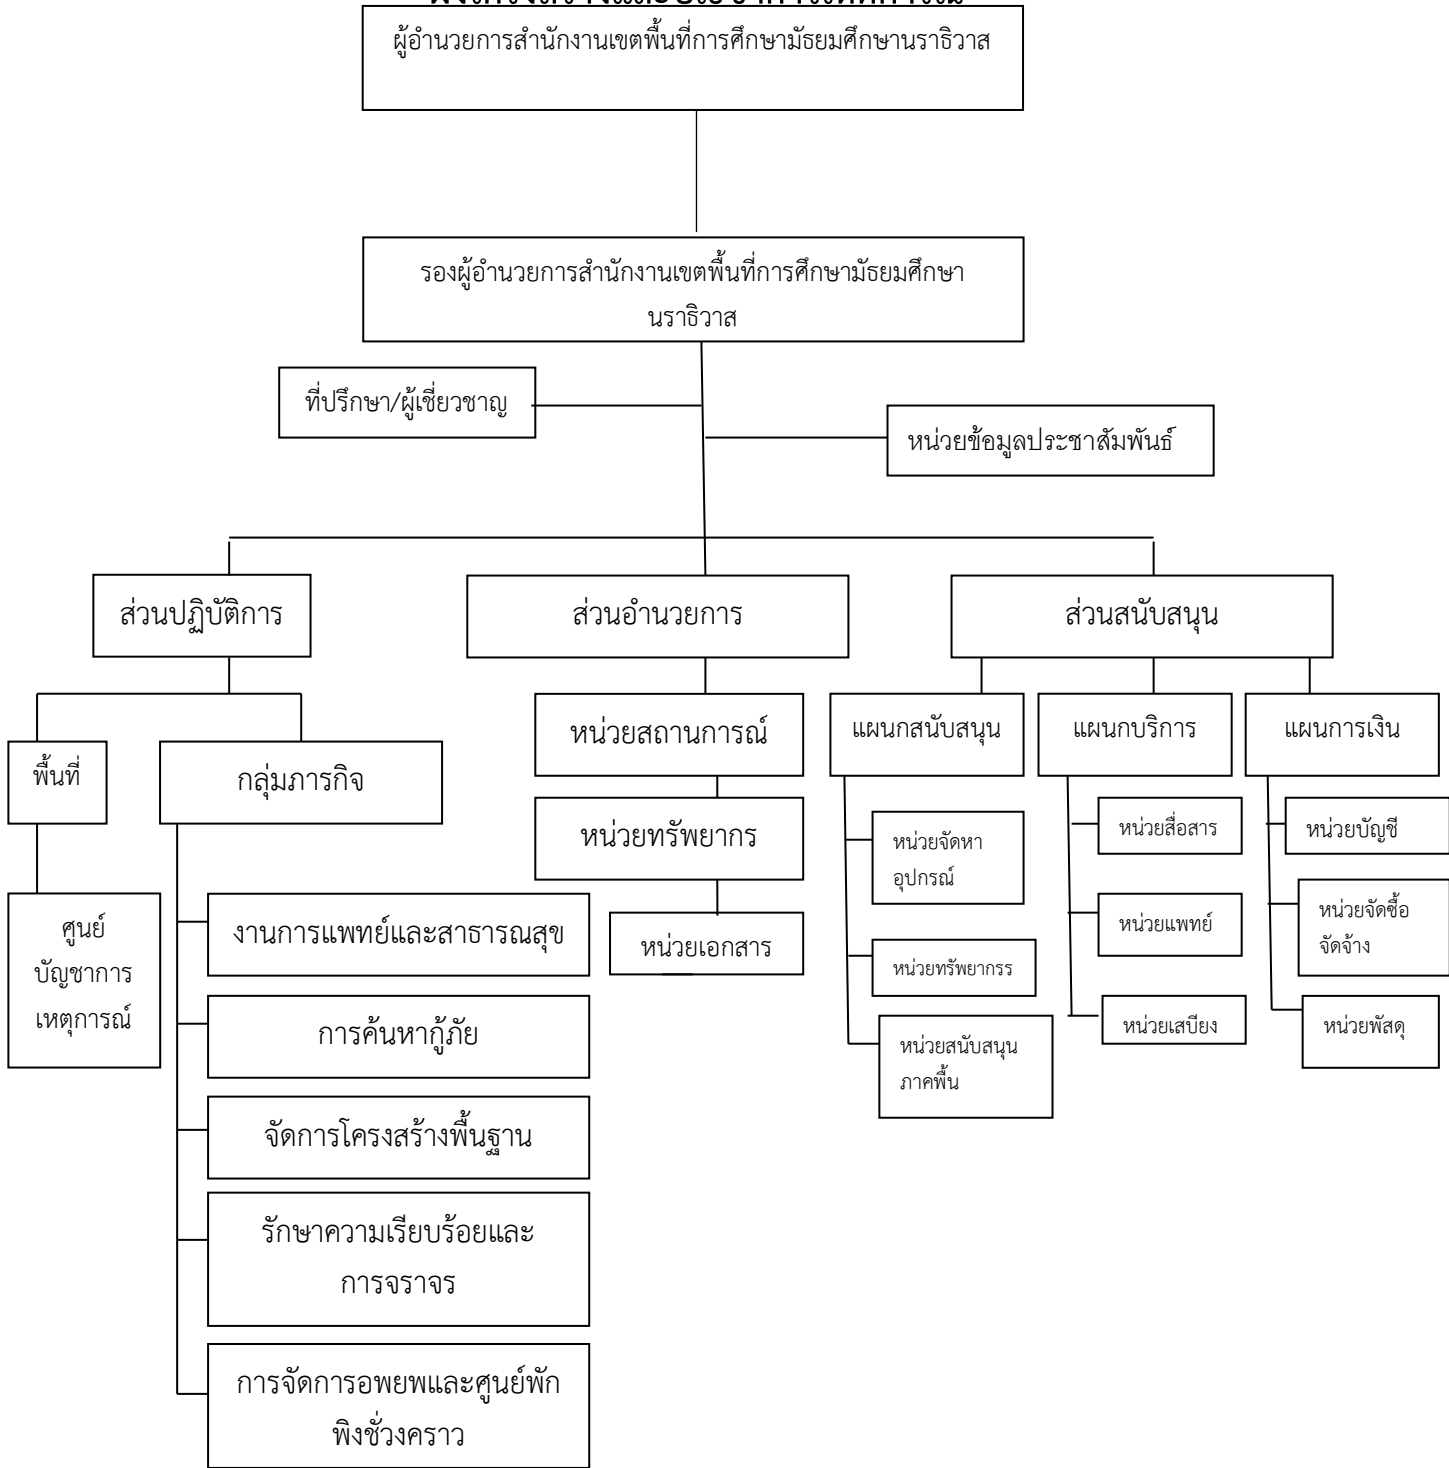 ผู้อำนวยการสำนักงานเขตพื้นที่การศึกษามัธยมศึกษานราธิวาส
รองผู้อำนวยการสำนักงานเขตพื้นที่การศึกษามัธยมศึกษา
นราธิวาส
ที่ปรึกษา/ผู้เชี่ยวชาญ
หน่วยข้อมูลประชาสัมพันธ์
ส่วนปฏิบัติการ
ส่วนอำนวยการ
ส่วนสนับสนุน
พื้นที่
กลุ่มภารกิจ
ศูนย์
บัญชาการ
เหตุการณ์
งานการแพทย์และสาธารณสุข
การค้นหากู้ภัย
จัดการโครงสร้างพื้นฐาน
รักษาความเรียบร้อยและ
การจราจร
การจัดการอพยพและศูนย์พัก
พิงชั่วงคราว
หน่วยสถานการณ์
หน่วยทรัพยากร
หน่วยเอกสาร
แผนกสนับสนุน
หน่วยจัดหา
อุปกรณ์
หน่วยทรัพยากรร
หน่วยสนับสนุน
ภาคพื้น
แผนกบริการ
หน่วยสื่อสาร
หน่วยแพทย์
หน่วยเสบียง
แผนการเงิน
หน่วยบัญชี
หน่วยจัดซื้อ
จัดจ้าง
หน่วยพัสดุ